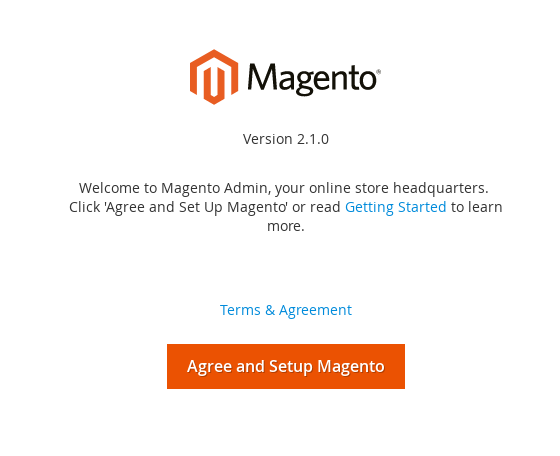 Magento®
Version 2.1.0
Welcome to Magento Admin, your online store headquarters.
Click 'Agree and Set Up Magento' or read Getting Started to learn
more.
Terms & Agreement
Agree and Setup Magento